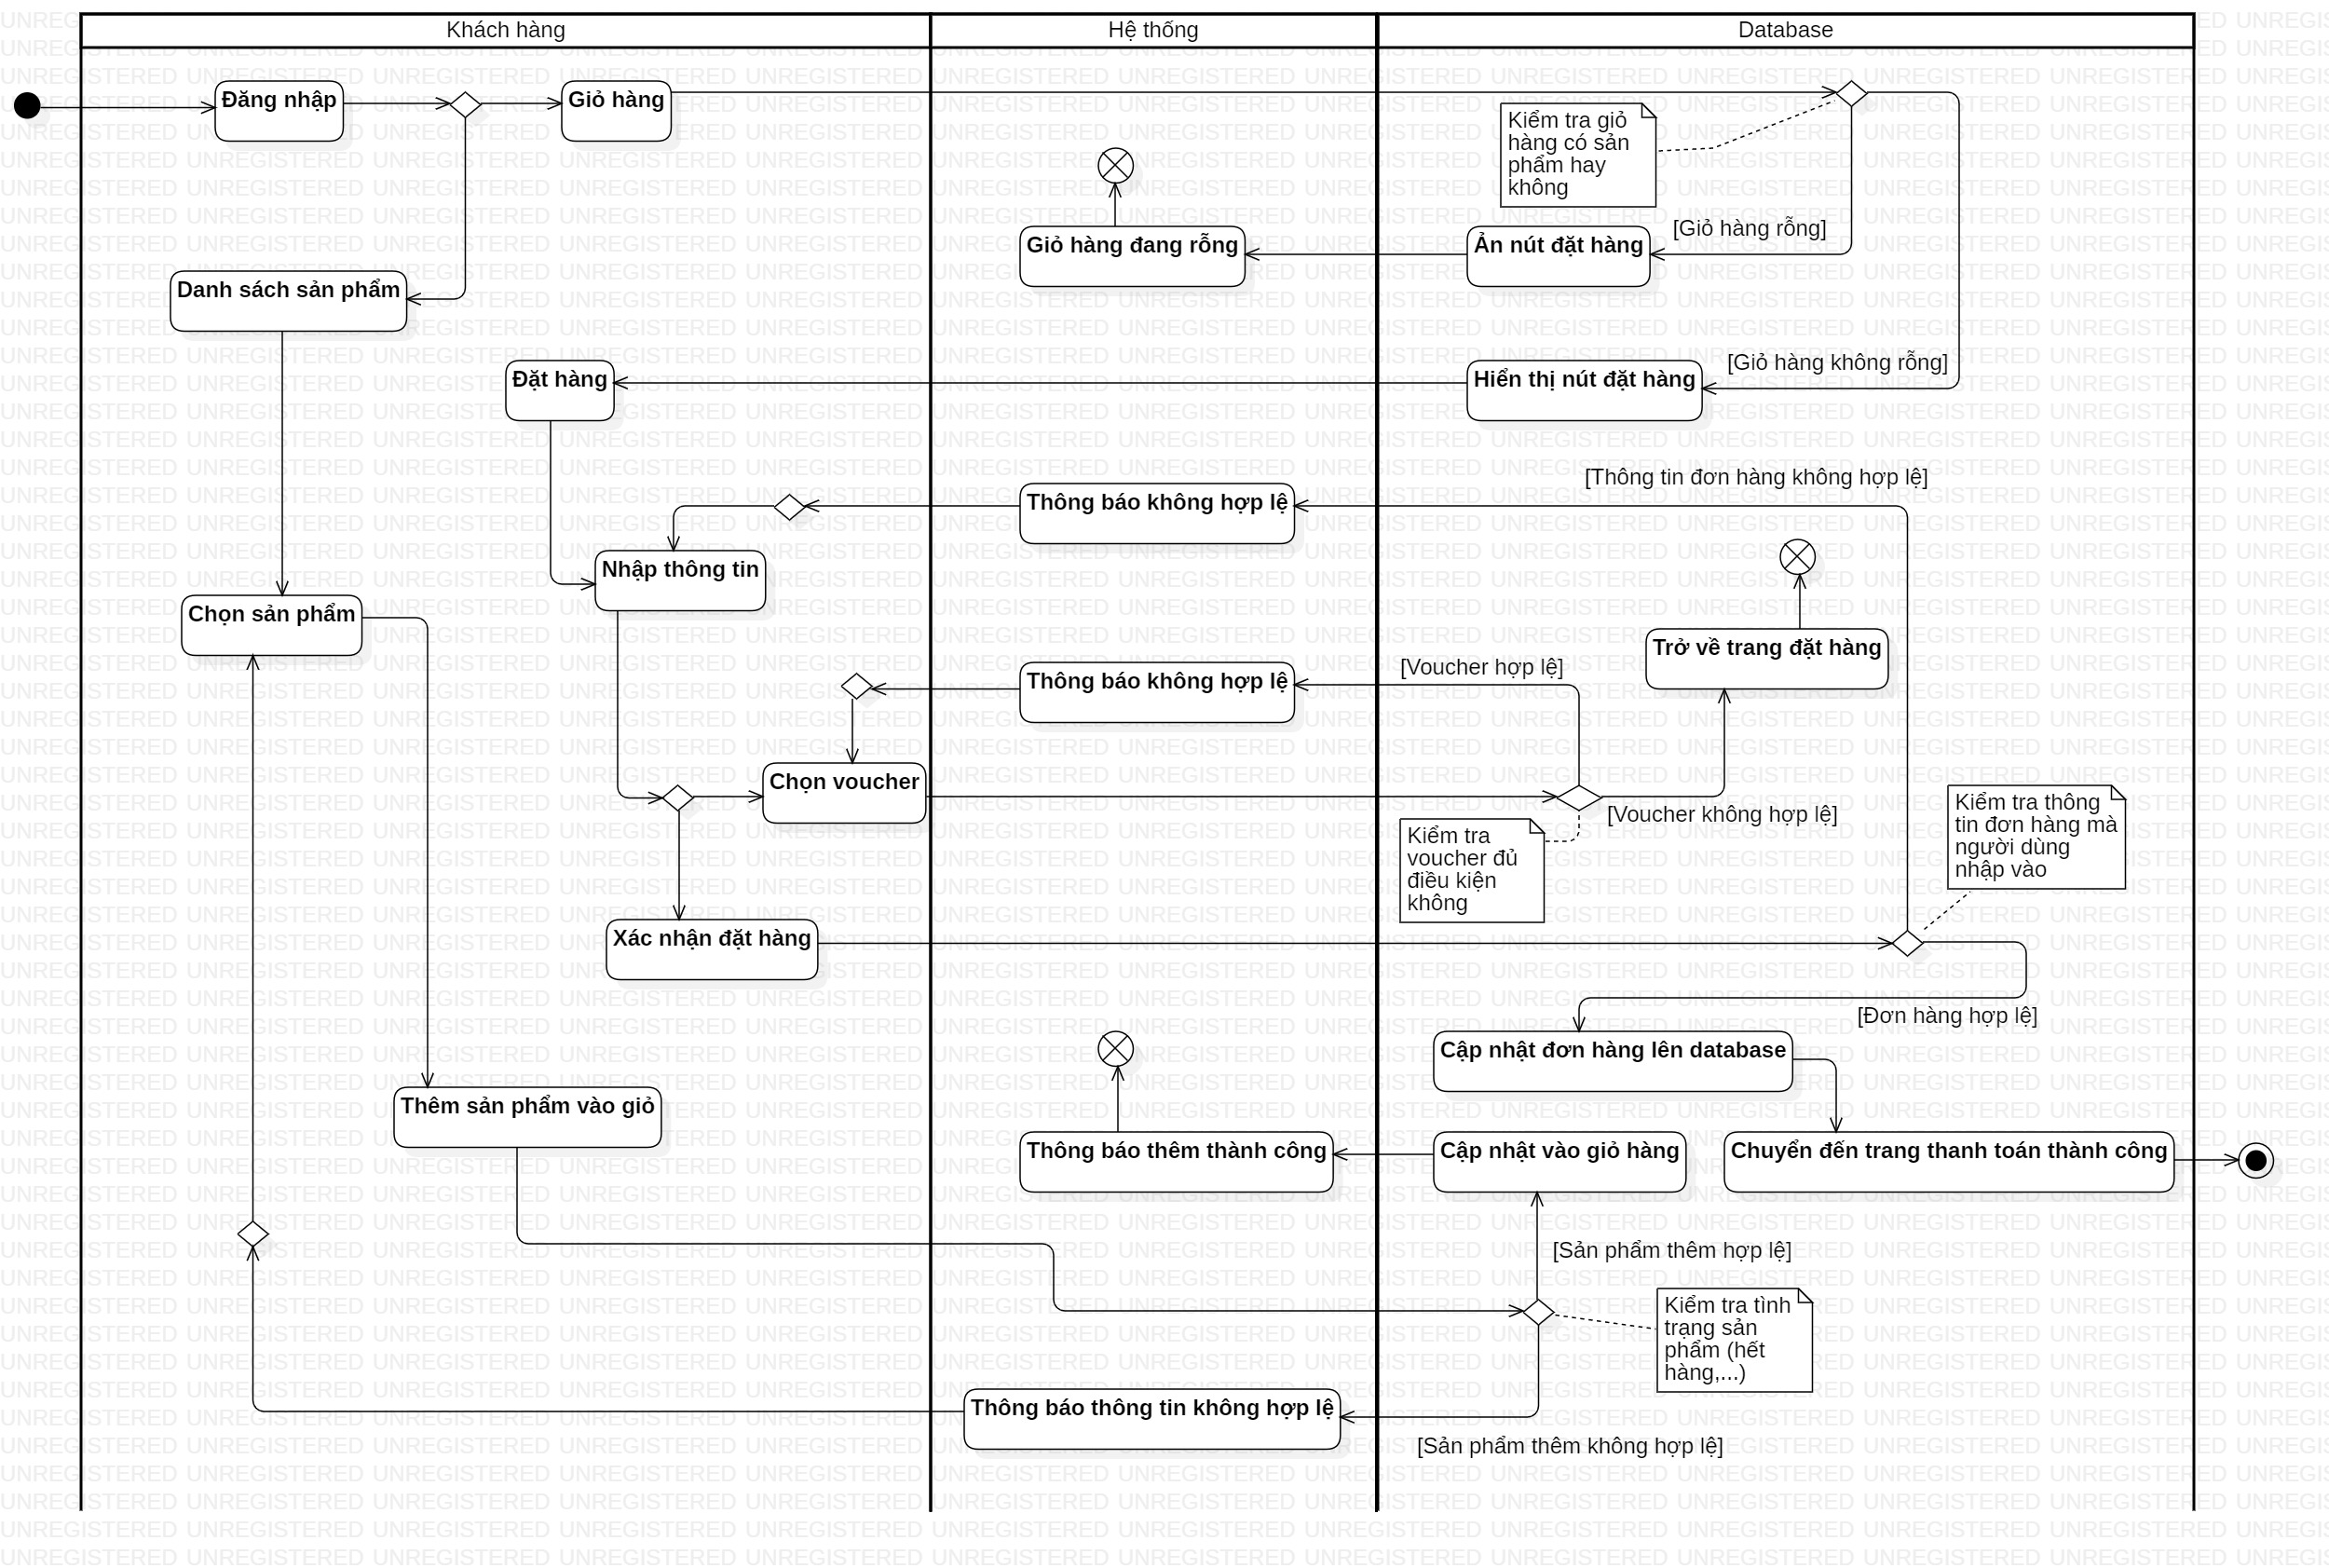 Khách hàng
Hệ thống
Database
Đăng nhập
Giỏ hàng
Kiểm tra giỏ
hàng có sản
phẩm hay
không
[Giỏ hàng rỗng]
Giỏ hàng đang rỗng
Ản nút đặt hàng
Danh sách sản phẩm
[Giỏ hàng không rỗng]
Đặt hàng
Hiển thị nút đặt hàng
[Thông tin đơn hàng không hợp lệ]
Thông báo không hợp lệ
Nhập thông tin
Chọn sản phẩm
Trở về trang đặt hàng
[Voucher hợp lệ]
Thông báo không hợp lệ
Chọn voucher
[Voucher không hợp lệ]
Kiểm tra thông
tin đơn hàng mà
người dùng
nhập vào
Kiểm tra
voucher đủ
điều kiện
không
Xác nhận đặt hàng
[Đơn hàng hợp lệ]
Cập nhật đơn hàng lên database
Thêm sản phẩm vào giỏ
Thông báo thêm thành công
Cập nhật vào giỏ hàng
Chuyển đến trang thanh toán thành công
[Sản phẩm thêm hợp lệ]
Kiểm tra tình
trạng sản
phẩm (hết
hàng,...)
Thông báo thông tin không hợp lệ
[Sản phẩm thêm không hợp lệ]
UNREGISTERED